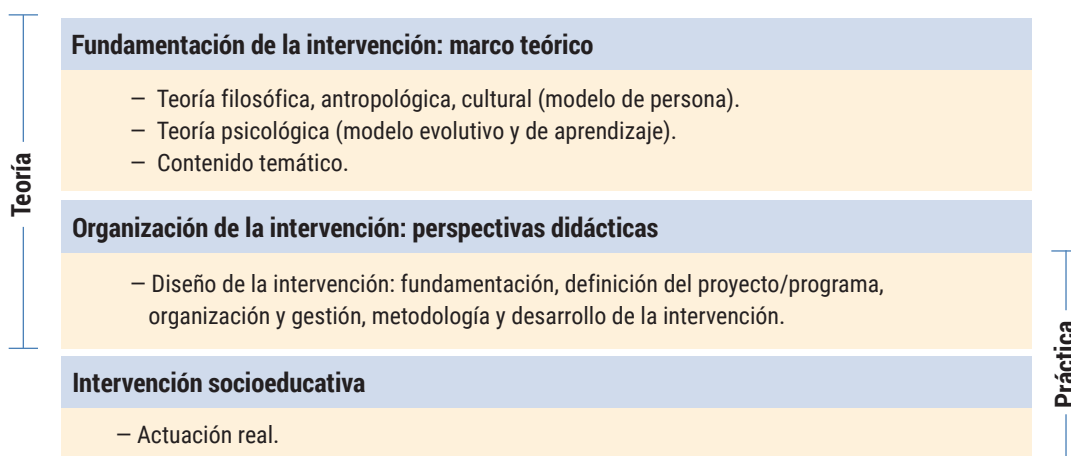 Fundamentación de la intervención: marco teórico
— Teoría filosófica, antropológica, cultural (modelo de persona).
— Teoría psicológica (modelo evolutivo y de aprendizaje).
— Contenido temático.
Teoría
Organización de la intervención: perspectivas didácticas
— Diseño de la intervención: fundamentación, definición del proyecto/programa,
organización y gestión, metodología y desarrollo de la intervención.
Práctica
Intervención socioeducativa
— Actuación real.